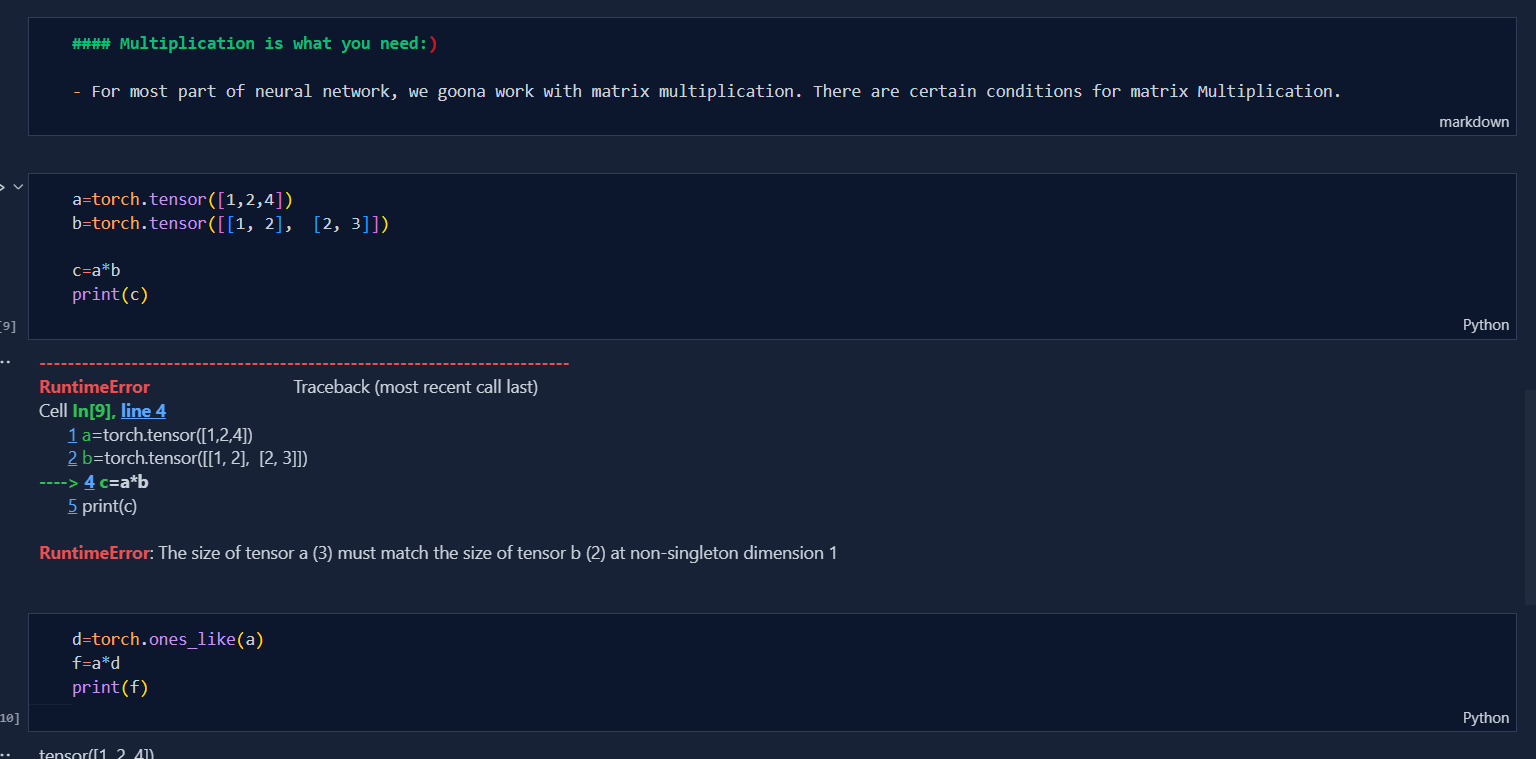 #### Multiplication is what you need:)
- For most part of neural network, we goona work with matrix multiplication. There are certain conditions for matrix Multiplication.
markdown
a=torch.tensor([1,2,4])
b=torch.tensor([[1, 2],  [2, 3]])
c=a*b
print(c)
[9]
Python
---------------------------------------------------------------------------
RuntimeError                              Traceback (most recent call last)
Cell In[9], line 4
1 a=torch.tensor([1,2,4])
2 b=torch.tensor([[1, 2],  [2, 3]])
----> 4 c=a*b
5 print(c)
RuntimeError: The size of tensor a (3) must match the size of tensor b (2) at non-singleton dimension 1
d=torch.ones_like(a)
f=a*d
print(f)
10]
Python
tensor([1, 2, 4])